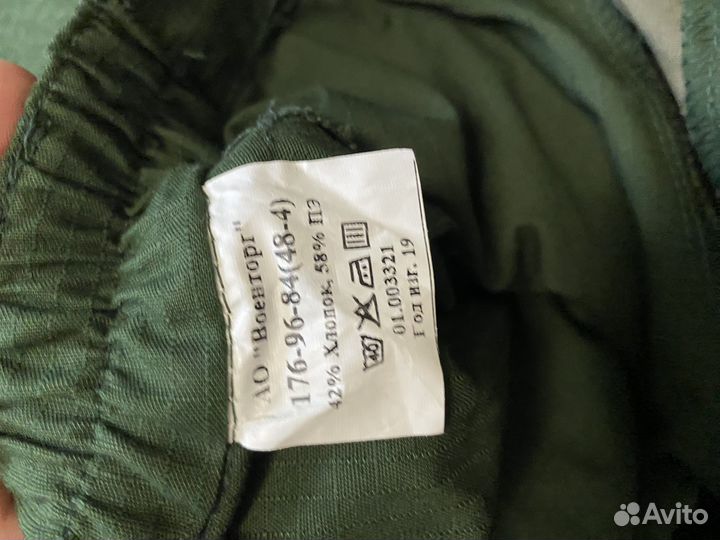 АО "Военторг"
176-96-84(48-4)
42% Хлопок, 58% ПЭ
01.003321
Год изг. 19
Avito